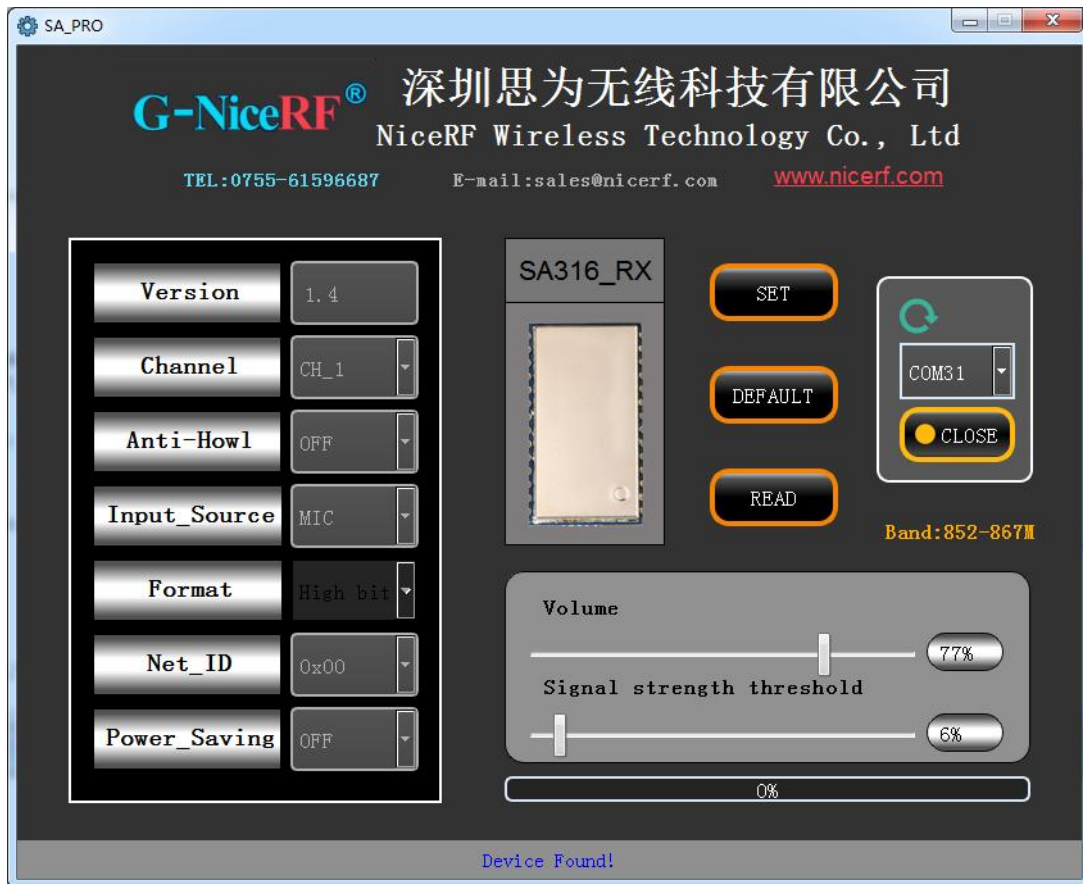 SA_PRO
G-NiceRF®
深圳思为无线科技有限公司
NiceRF Wireless Technology Co., Ltd
TEL:0755-61596687
E-mail:sales@nicerf.com
www.nicerf.com
Version
1.4
Channel
CH_1
Anti-Howl
OFF
Input_Source
MIC
Format
High bit
Net_ID
0x00
Power_Saving
OFF
SA316_RX
SET
DEFAULT
READ
COM31
CLOSE
Band:852-867M
Volume
77%
Signal strength threshold
6%
0%
Device Found!